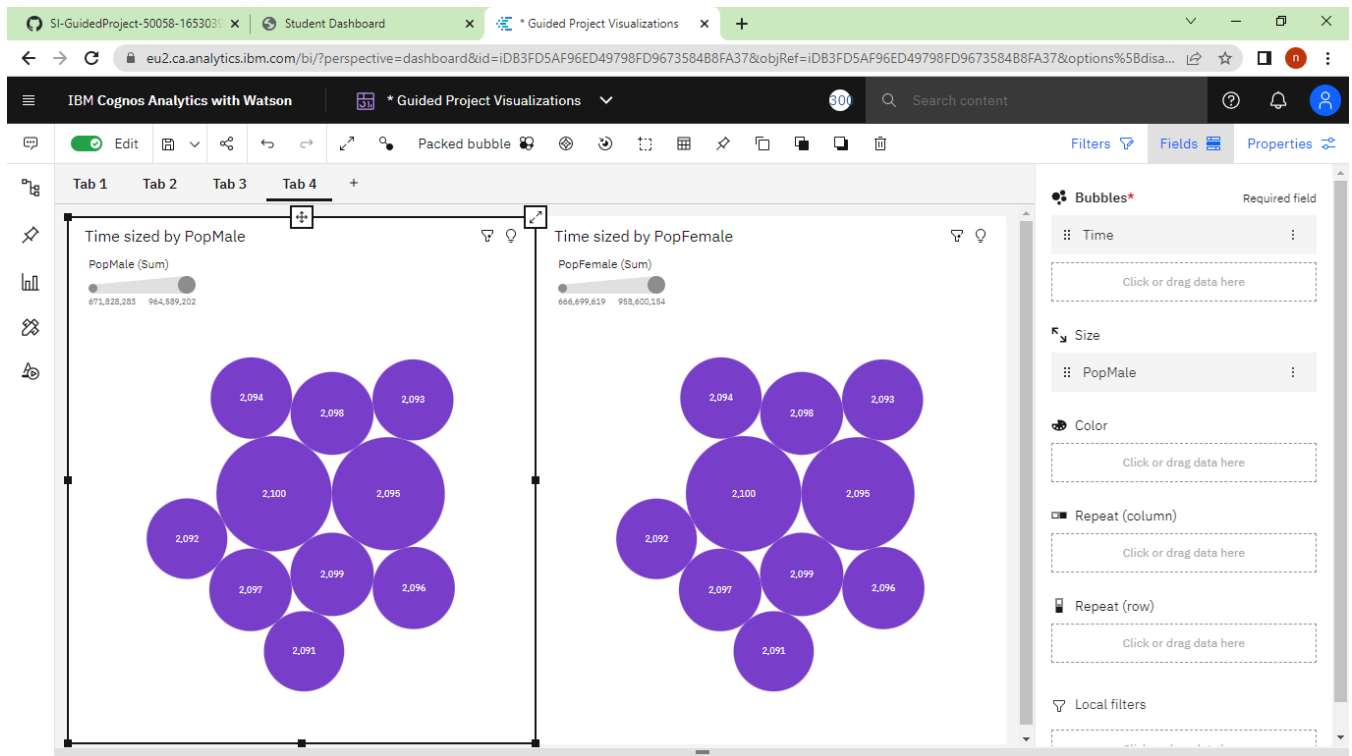 SI-GuidedProject-50058-165303
Student Dashboard
* Guided Project Visualizations
eu2.ca.analytics.ibm.com/bi/?perspective=dashboard&id=iDB3FD5AF96ED49798FD9673584B8FA37&objRef=iDB3FD5AF96ED49798FD9673584B8FA37&options%5Bdisa...
n
IBM Cognos Analytics with Watson
* Guided Project Visualizations
300
Search content
Edit
Packed bubble
Filters
Fields
Properties
Tab 1
Tab 2
Tab 3
Tab 4
Time sized by PopMale
PopMale (Sum)
671,828,283 964,889,202
2,094
2,098
2,093
2,100
2,095
2,092
2,099
2,097
2,096
2,091
Time sized by PopFemale
PopFemale (Sum)
666,699,619 958,600,154
2,094
2,098
2,093
2,100
2,095
2,092
2,099
2,097
2,096
2,091
Bubbles*
Required field
Time
Click or drag data here
Size
PopMale
Color
Click or drag data here
Repeat (column)
Click or drag data here
Repeat (row)
Click or drag data here
Local filters